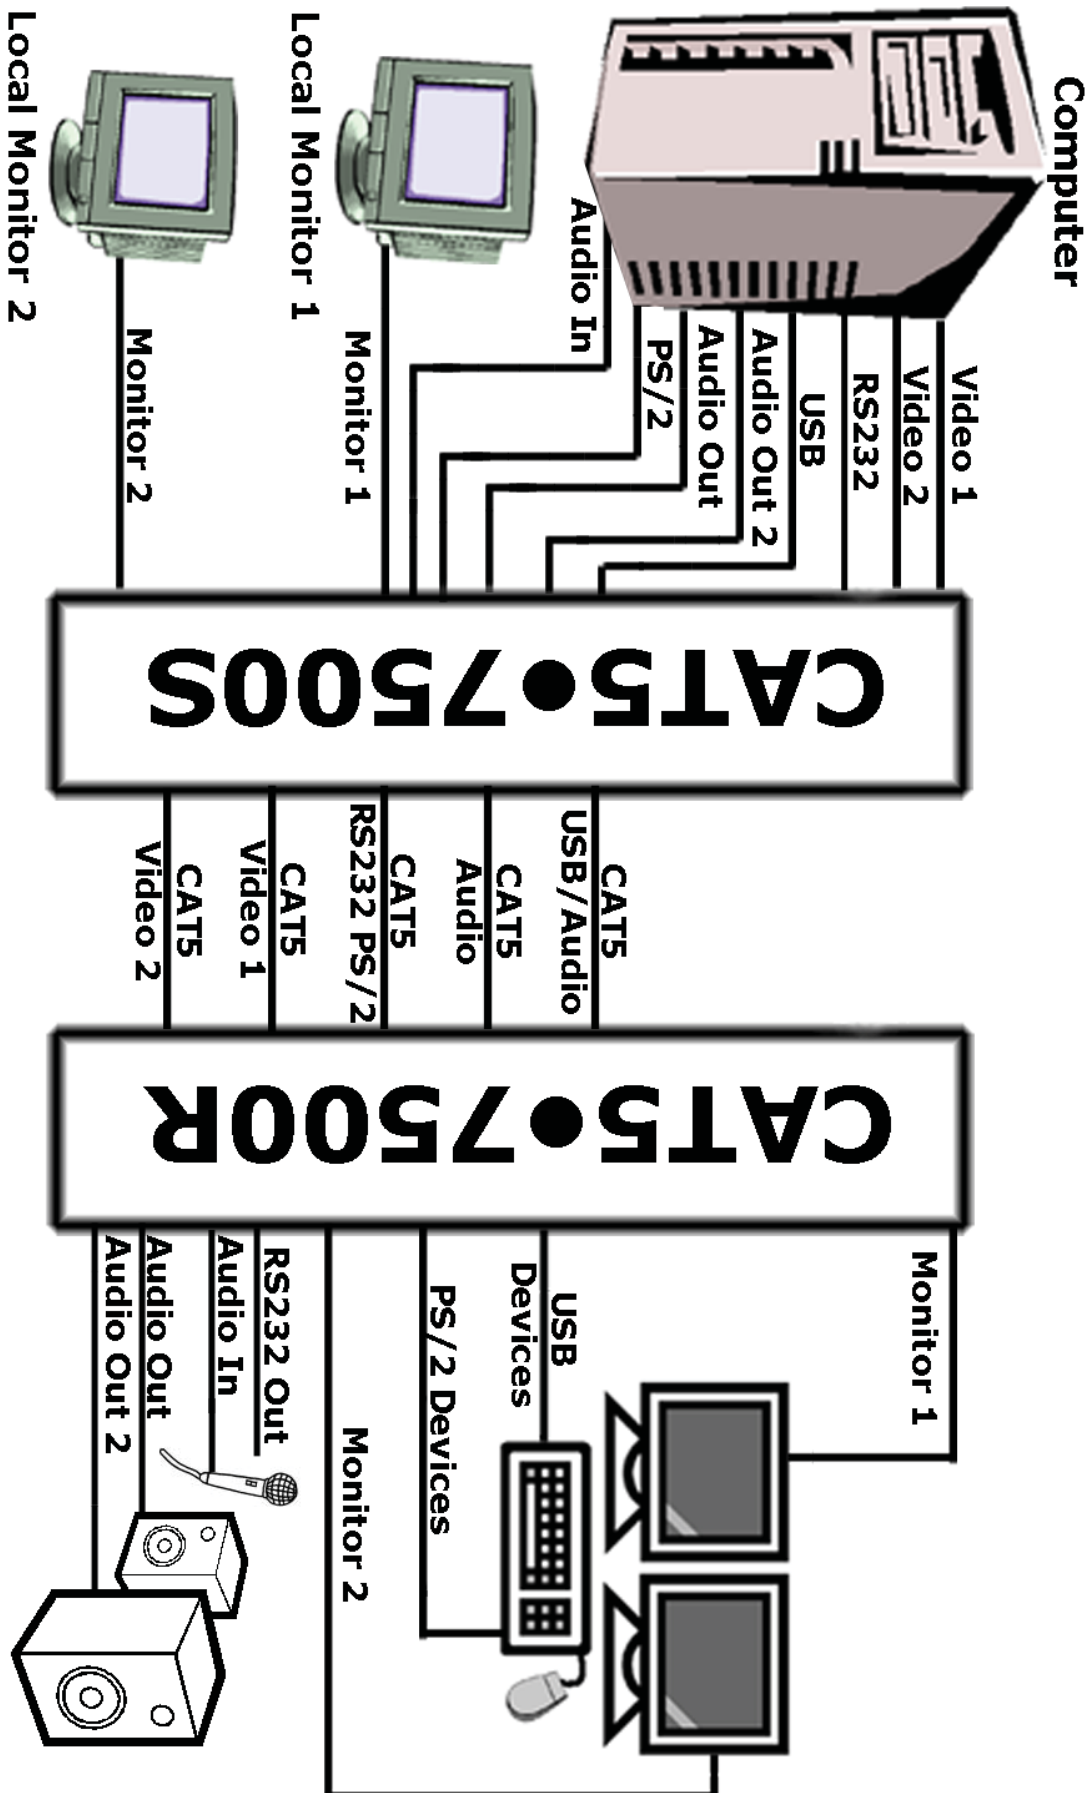 Computer
Video 1
Video 2
RS232
USB
Audio Out 2
Audio Out
PS/2
Audio In
Local Monitor 1
Monitor 1
Local Monitor 2
Monitor 2
CAT5•7500S
CAT5
USB/Audio
CAT5
Audio
CAT5
RS232 PS/2
CAT5
Video 1
CAT5
Video 2
CAT5•7500R
Monitor 1
USB
Devices
PS/2 Devices
Monitor 2
RS232 Out
Audio In
Audio Out
Audio Out 2